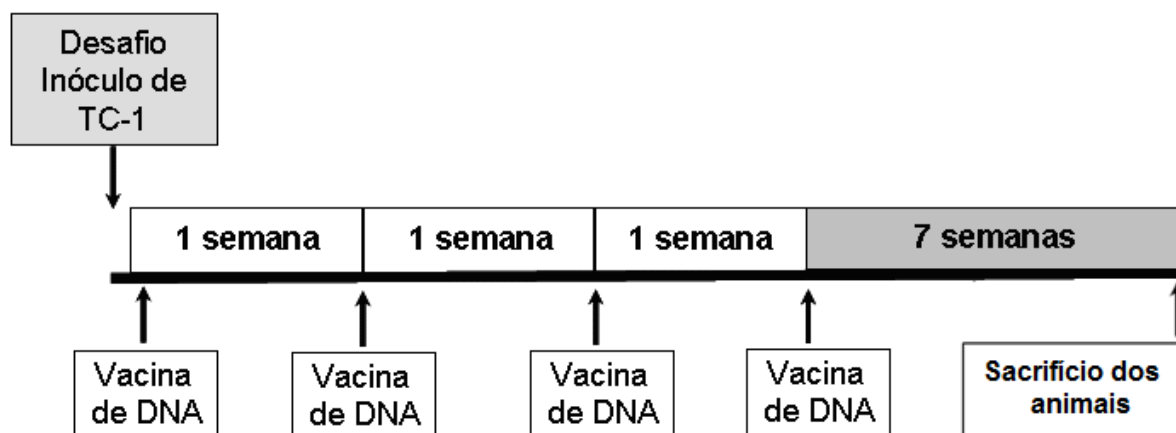 Desafio
Inóculo de
TC-1
1 semana
1 semana
1 semana
7 semanas
Vacina
de DNA
Vacina
de DNA
Vacina
de DNA
Vacina
de DNA
Sacrifício dos
animais